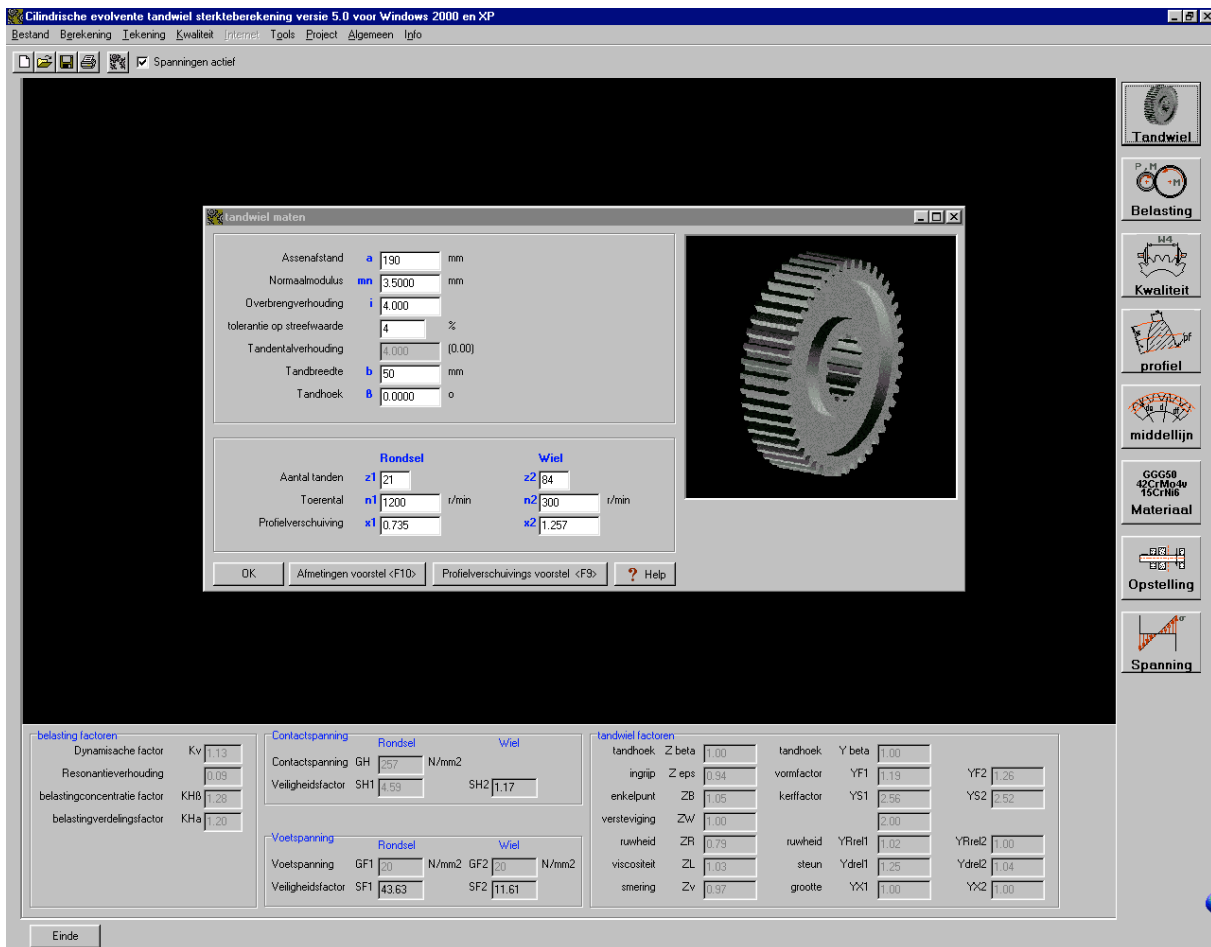 Cilindrische evolvente tandwiel sterkteberekening versie 5.0 voor Windows 2000 en XP
Bestand Berekening Tekening Kwaliteit Internet Tools Project Algemeen Info
Spanningen actief
Tandwiel
P,M
M
Belasting
W4
Kwaliteit
pf
profiel
du d df
middellijn
GGG50
42CrMo4v
15CrNi6
Materiaal
Opstelling
σ
Spanning
tandwiel maten
Assenafstand a 190 mm
Normaalmodulus mn 3.5000 mm
Overbrengverhouding i 4.000
tolerantie op streefwaarde 4 %
Tandentalverhouding 4.000 (0.00)
Tandbreedte b 50 mm
Tandhoek ß 0.0000 o
Rondsel Wiel
Aantal tanden z1 21 z2 84
Toerental n1 1200 r/min n2 300 r/min
Profielverschuiving x1 0.735 x2 1.257
OK Afmetingen voorstel <F10> Profielverschuivings voorstel <F9> ? Help
belasting factoren
Dynamische factor Kv 1.13
Resonantieverhouding 0.09
belastingconcentratie factor KHß 1.28
belastingverdelingsfactor KHa 1.20
Contactspanning
Rondsel Wiel
Contactspanning GH 257 N/mm2
Veiligheidsfactor SH1 4.59 SH2 1.17
Voetspanning
Rondsel Wiel
Voetspanning GF1 20 N/mm2 GF2 20 N/mm2
Veiligheidsfactor SF1 43.63 SF2 11.61
tandwiel factoren
tandhoek Z beta 1.00 tandhoek Y beta 1.00
ingrijp Z eps 0.94 vormfactor YF1 1.19 YF2 1.26
enkelpunt ZB 1.05 kerffactor YS1 2.56 YS2 2.52
versteviging ZW 1.00 2.00
ruwheid ZR 0.79 ruwheid YRrel1 1.02 YRrel2 1.00
viscositeit ZL 1.03 steun Ydrel1 1.25 Ydrel2 1.04
smering Zv 0.97 grootte YX1 1.00 YX2 1.00
Einde